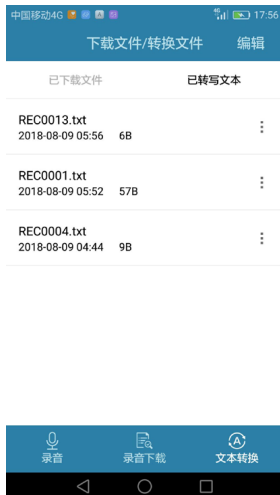 中国移动4G 17:56
下载文件/转换文件 编辑
已下载文件 已转写文本
REC0013.txt
2018-08-09 05:56 6B
REC0001.txt
2018-08-09 05:52 57B
REC0004.txt
2018-08-09 04:44 9B
录音 录音下载 文本转换